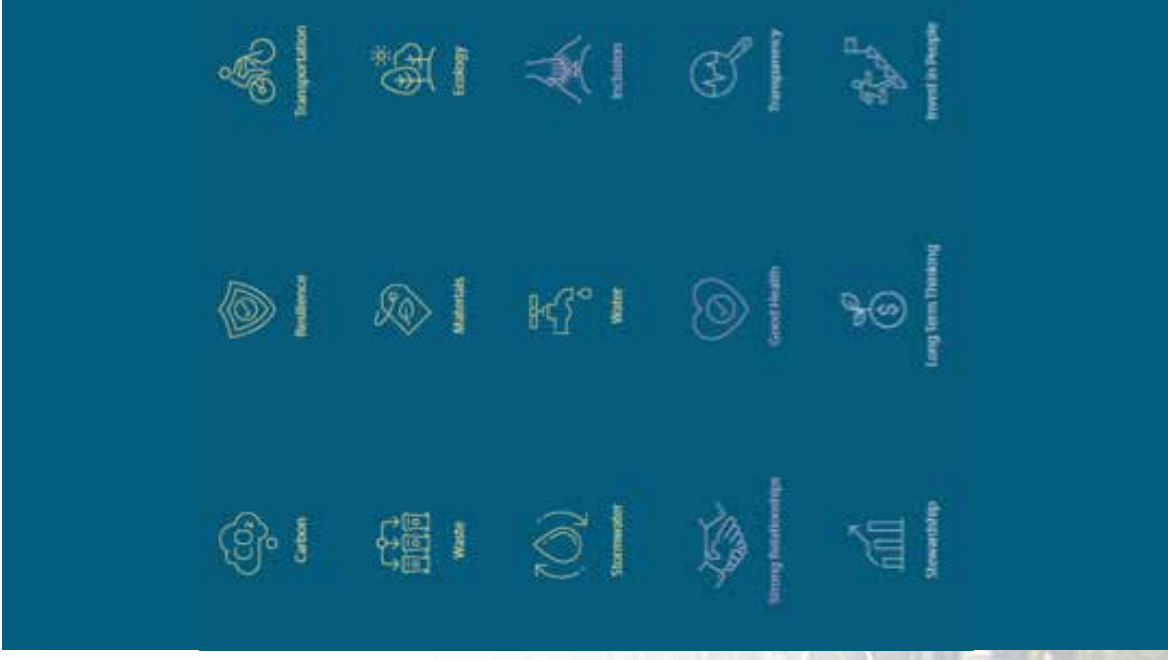 Carbon
Resilience
Transportation
Waste
Materials
Ecology
Stormwater
Water
Inclusion
Strong Relationships
Good Health
Transparency
Stewardship
Long Term Thinking
Invest in People